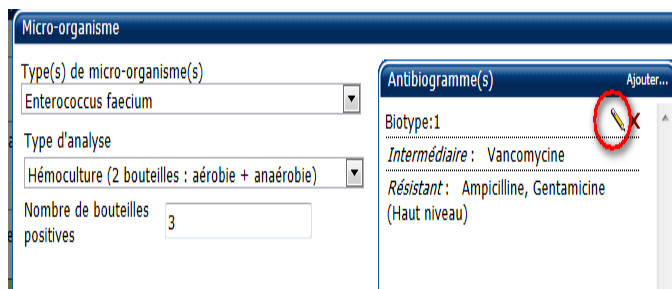 Micro-organisme
Type(s) de micro-organisme(s)
Enterococcus faecium
Type d'analyse
Hémoculture (2 bouteilles : aérobie + anaérobie)
Nombre de bouteilles
positives
3
Antibiogramme(s) Ajouter...
Biotype:1
Intermédiaire : Vancomycine
Résistant : Ampicilline, Gentamicine
(Haut niveau)